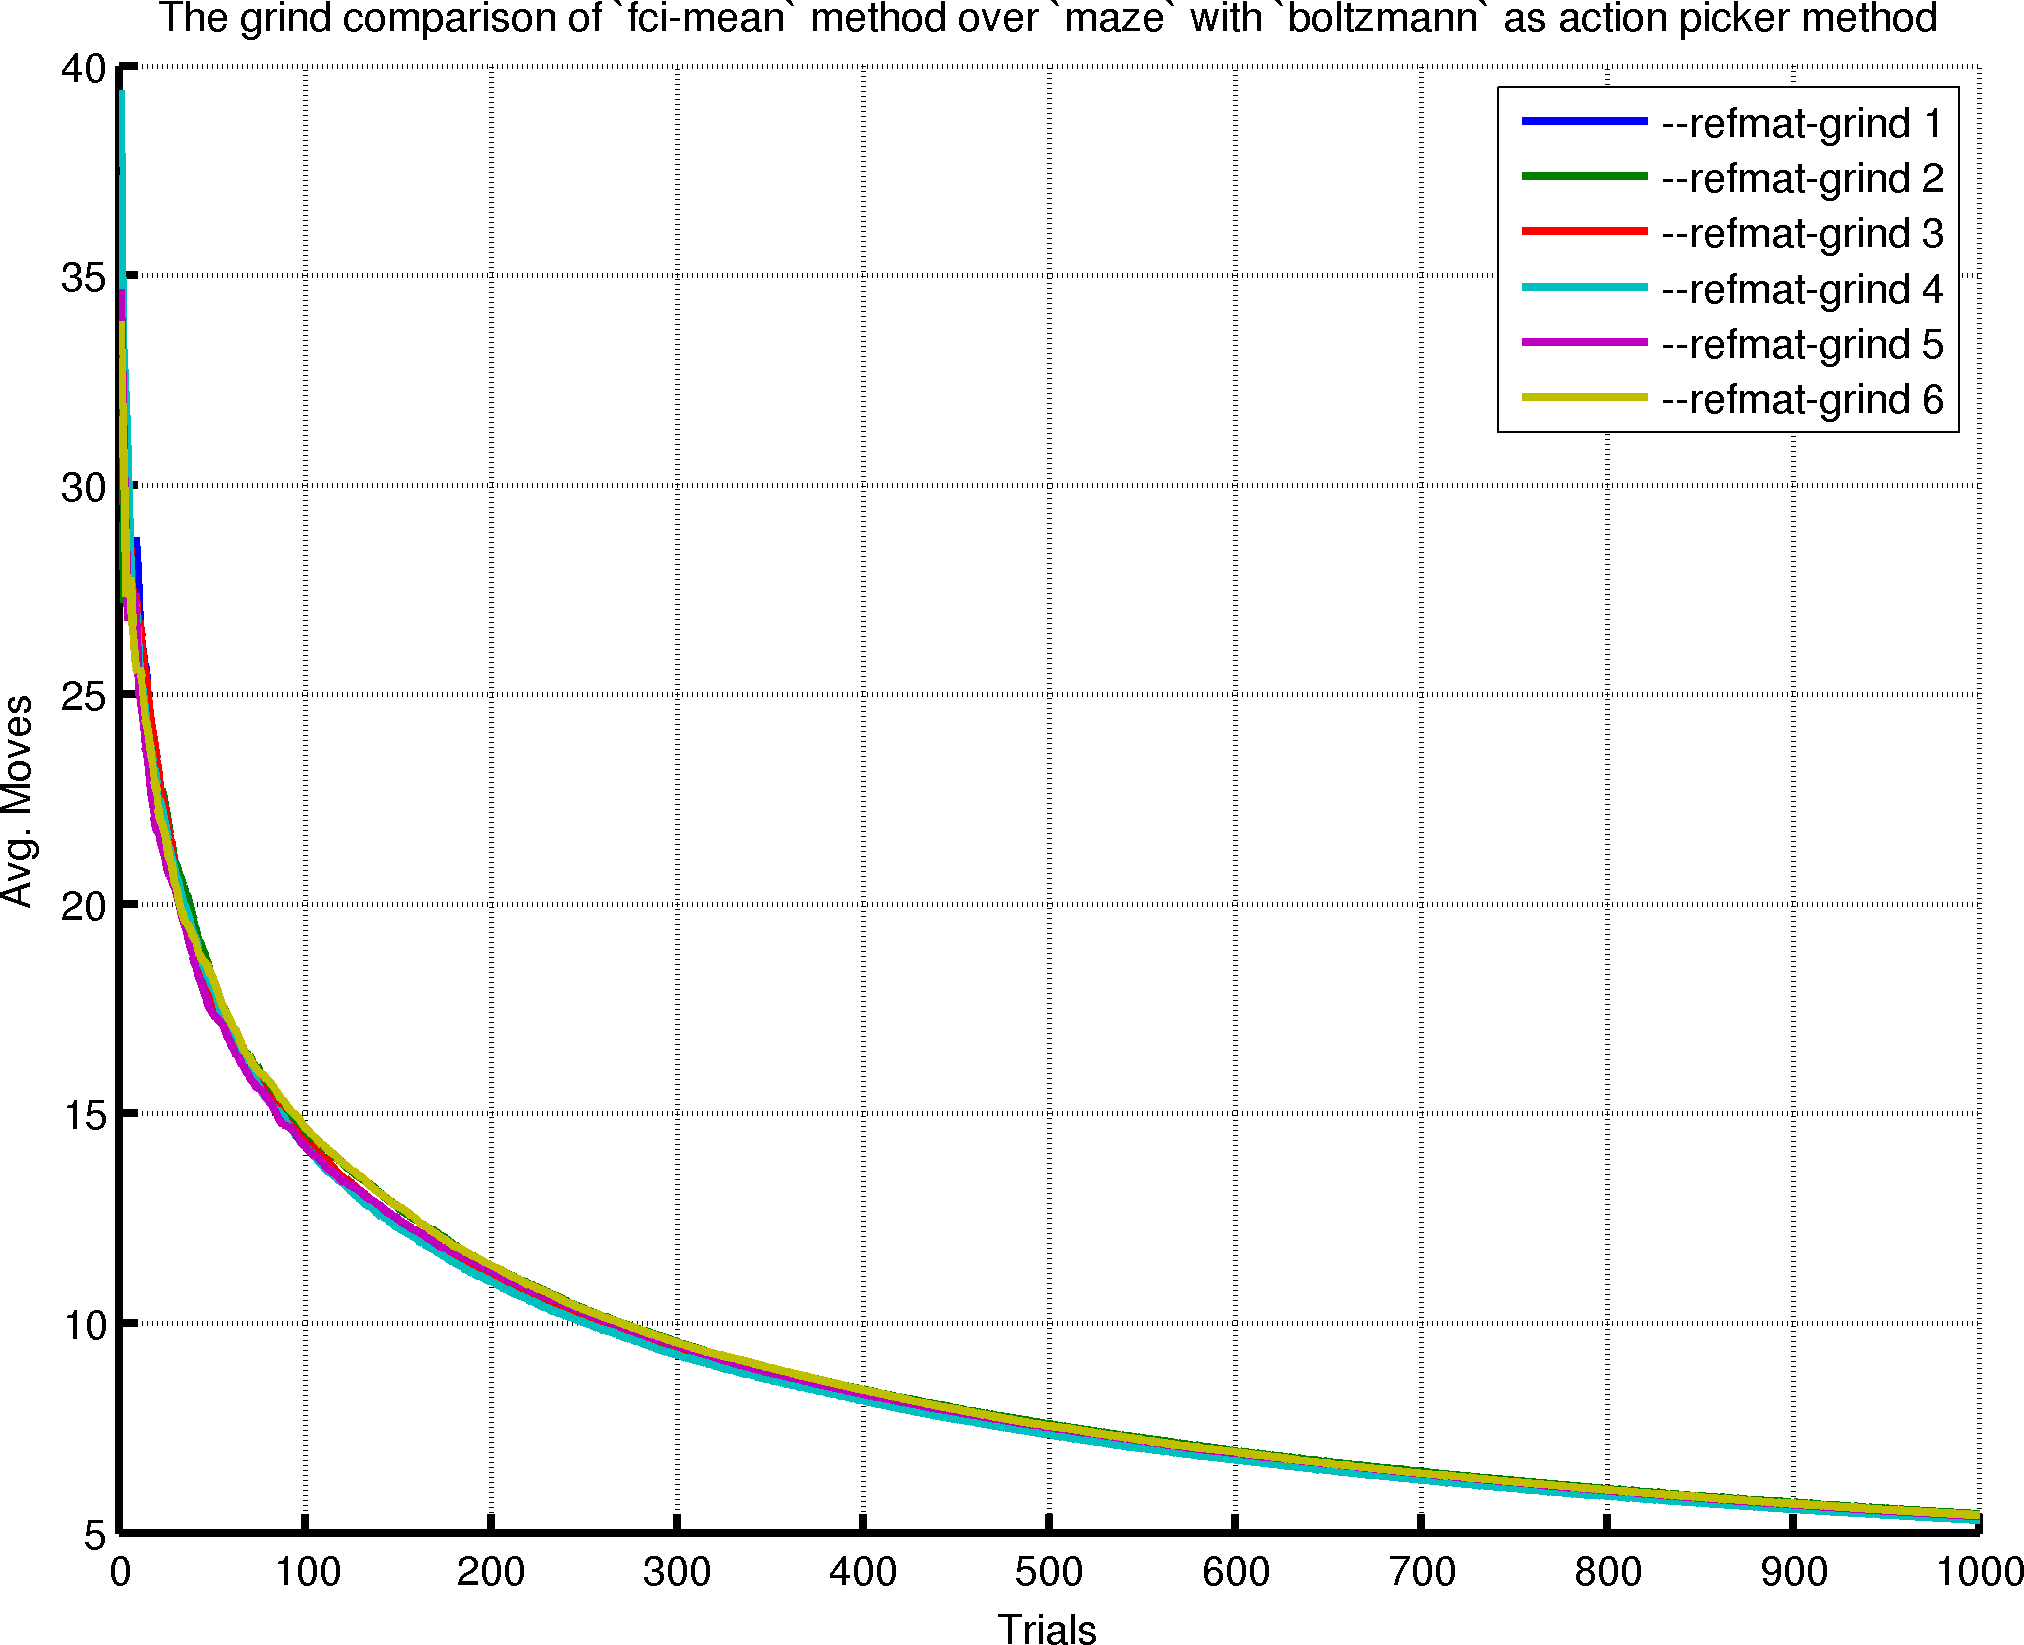 The grind comparison of `fci-mean` method over `maze` with `boltzmann` as action picker method
40
35
30
25
20
15
10
5
Avg. Moves
--refmat-grind 1
--refmat-grind 2
--refmat-grind 3
--refmat-grind 4
--refmat-grind 5
--refmat-grind 6
0 100 200 300 400 500 600 700 800 900 1000
Trials